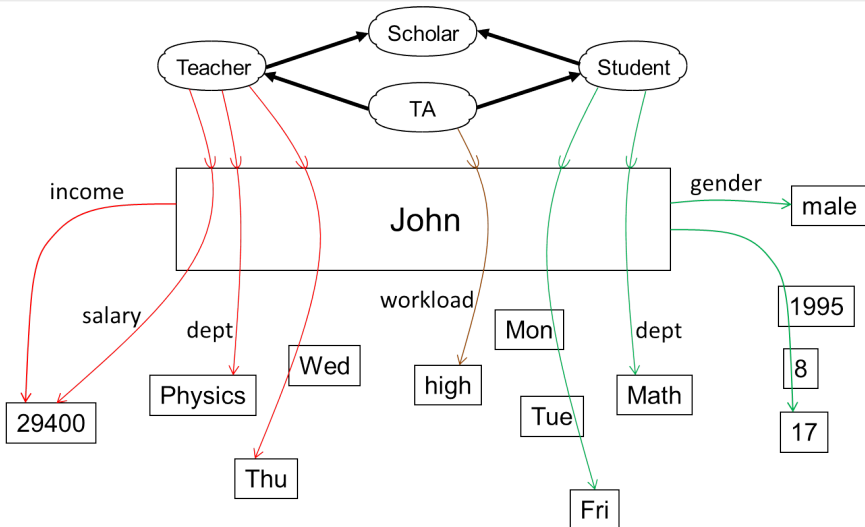 Scholar
Teacher
Student
TA
income
John
gender
male
salary
dept
workload
Mon
dept
1995
Wed
8
Physics
high
Math
29400
Tue
17
Thu
Fri